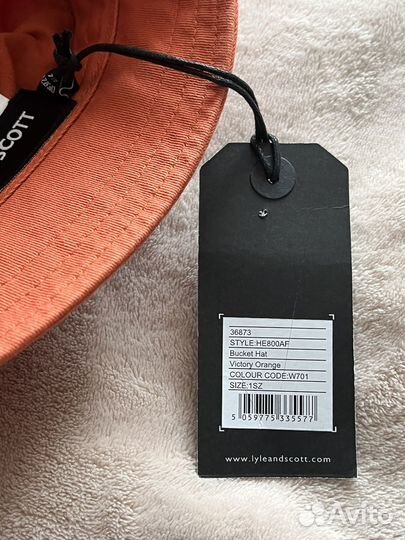 SCOTT
36873
STYLE:HE800AF
Bucket Hat
Victory Orange
COLOUR CODE:W701
SIZE:1SZ
5 059775 335577
www.lyleandscott.com
Avito